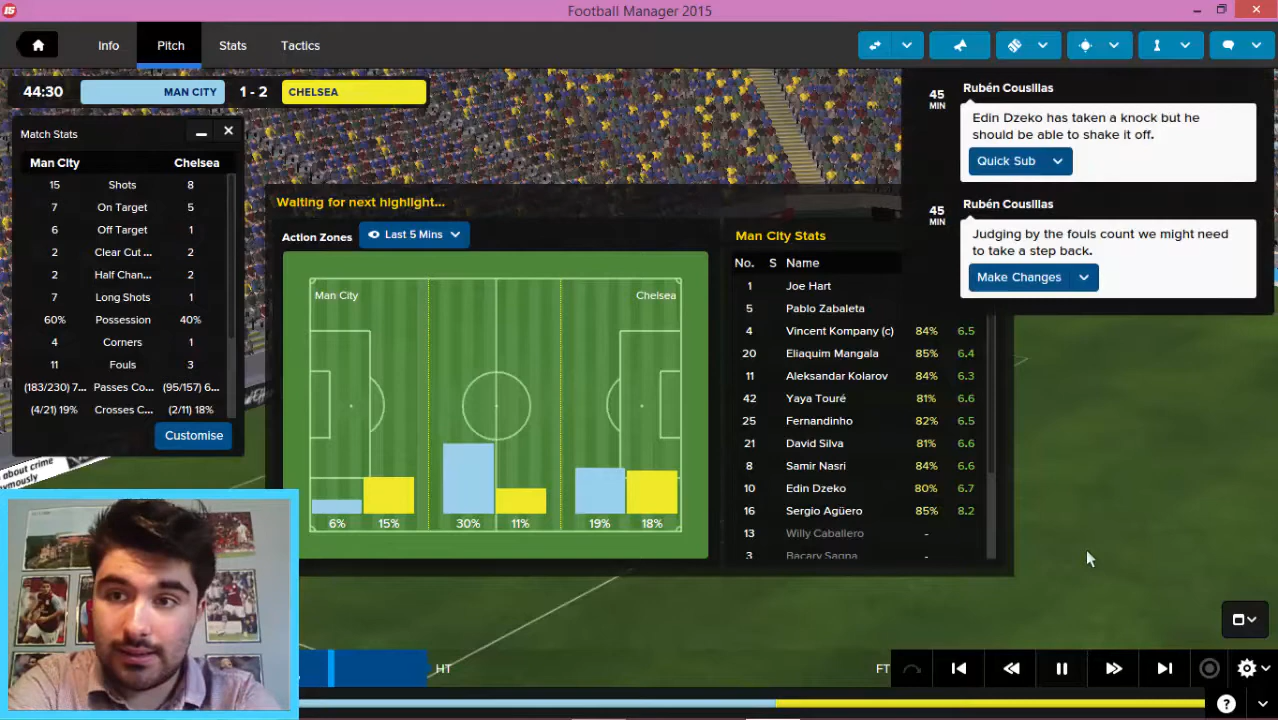 15
Football Manager 2015
Info
Pitch
Stats
Tactics
44:30
MAN CITY
1 - 2
CHELSEA
Match Stats
Man City
Chelsea
15 Shots 8
7 On Target 5
6 Off Target 1
2 Clear Cut ... 2
2 Half Chan... 2
7 Long Shots 1
60% Possession 40%
4 Corners 1
11 Fouls 3
(183/230) 7... Passes Co... (95/157) 6...
(4/21) 19% Crosses C... (2/11) 18%
Customise
Waiting for next highlight...
Action Zones
Last 5 Mins
Man City
Chelsea
6% 15% 30% 11% 19% 18%
Man City Stats
No. S Name
1 Joe Hart
5 Pablo Zabaleta
4 Vincent Kompany (c) 84% 6.5
20 Eliaquim Mangala 85% 6.4
11 Aleksandar Kolarov 84% 6.3
42 Yaya Touré 81% 6.6
25 Fernandinho 82% 6.5
21 David Silva 81% 6.6
8 Samir Nasri 84% 6.6
10 Edin Dzeko 80% 6.7
16 Sergio Agüero 85% 8.2
13 Willy Caballero -
3 Bacary Sagna -
45
MIN
Rubén Cousillas
Edin Dzeko has taken a knock but he
should be able to shake it off.
Quick Sub
45
MIN
Rubén Cousillas
Judging by the fouls count we might need
to take a step back.
Make Changes
about crime
nymously
HT
FT
?